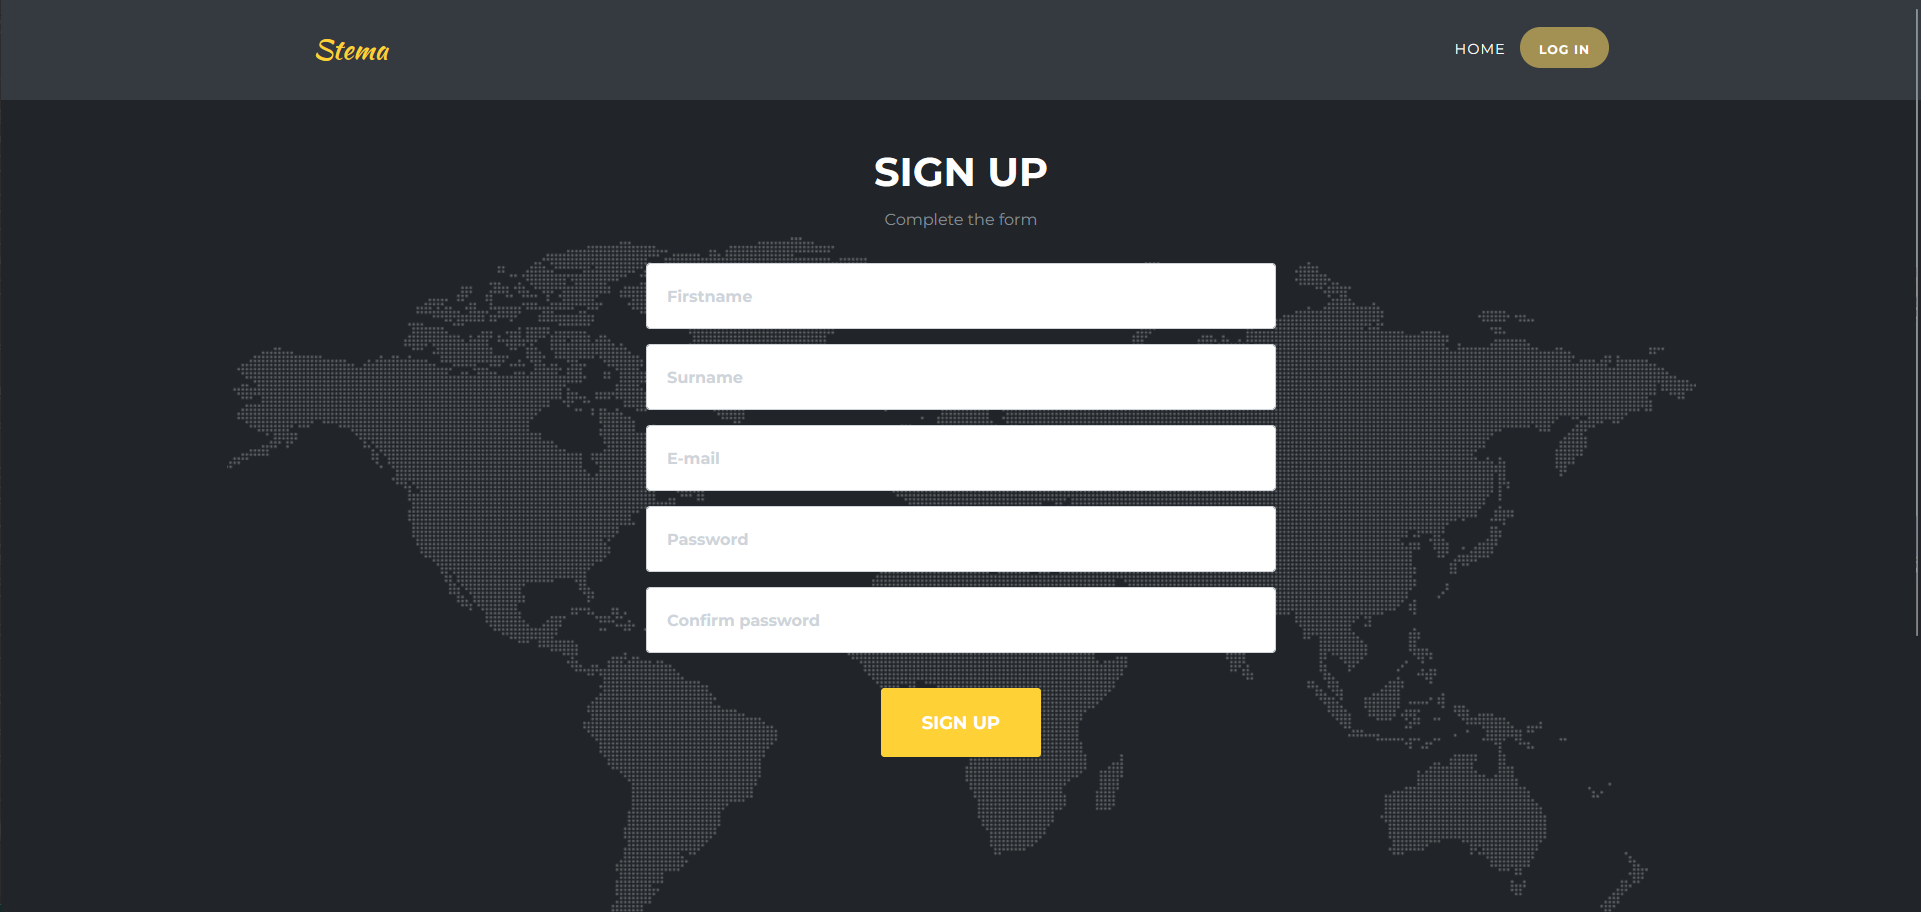 Stema
HOME
LOG IN
SIGN UP
Complete the form
Firstname
Surname
E-mail
Password
Confirm password
SIGN UP